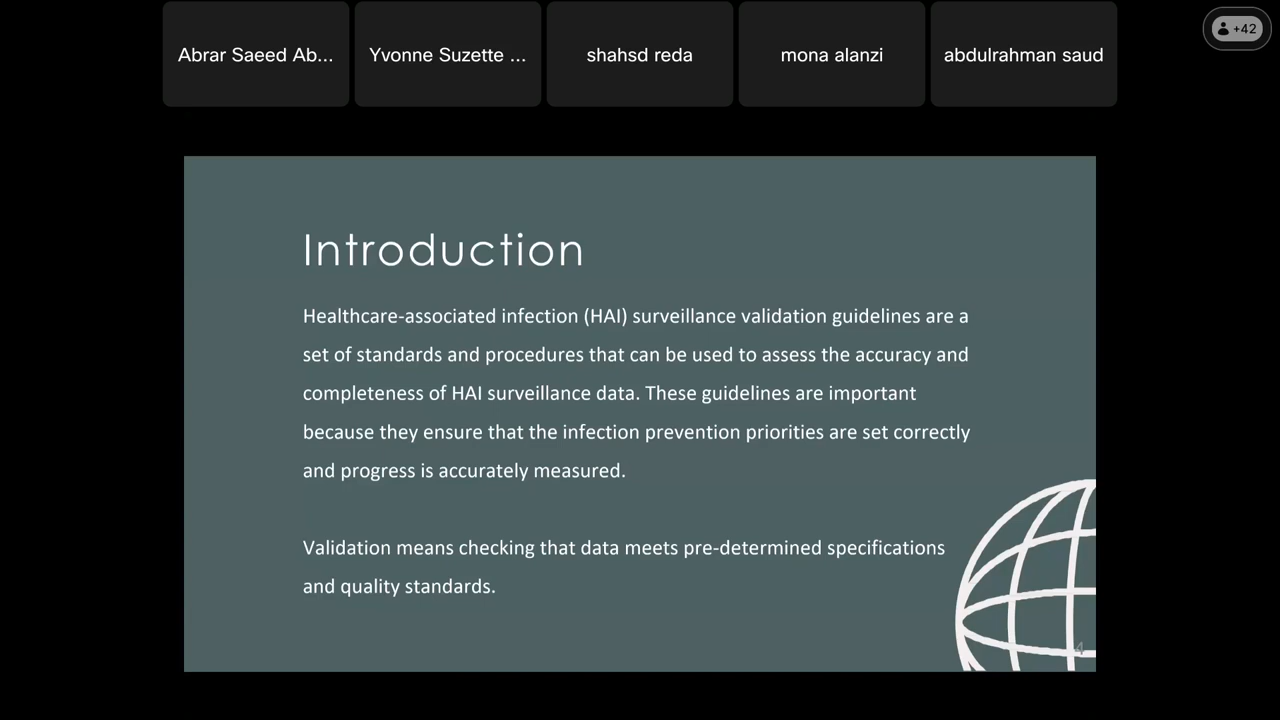 Abrar Saeed Ab...
Yvonne Suzette ...
shahsd reda
mona alanzi
abdulrahman saud
+42
Introduction
Healthcare-associated infection (HAI) surveillance validation guidelines are a
set of standards and procedures that can be used to assess the accuracy and
completeness of HAI surveillance data. These guidelines are important
because they ensure that the infection prevention priorities are set correctly
and progress is accurately measured.
Validation means checking that data meets pre-determined specifications
and quality standards.
4